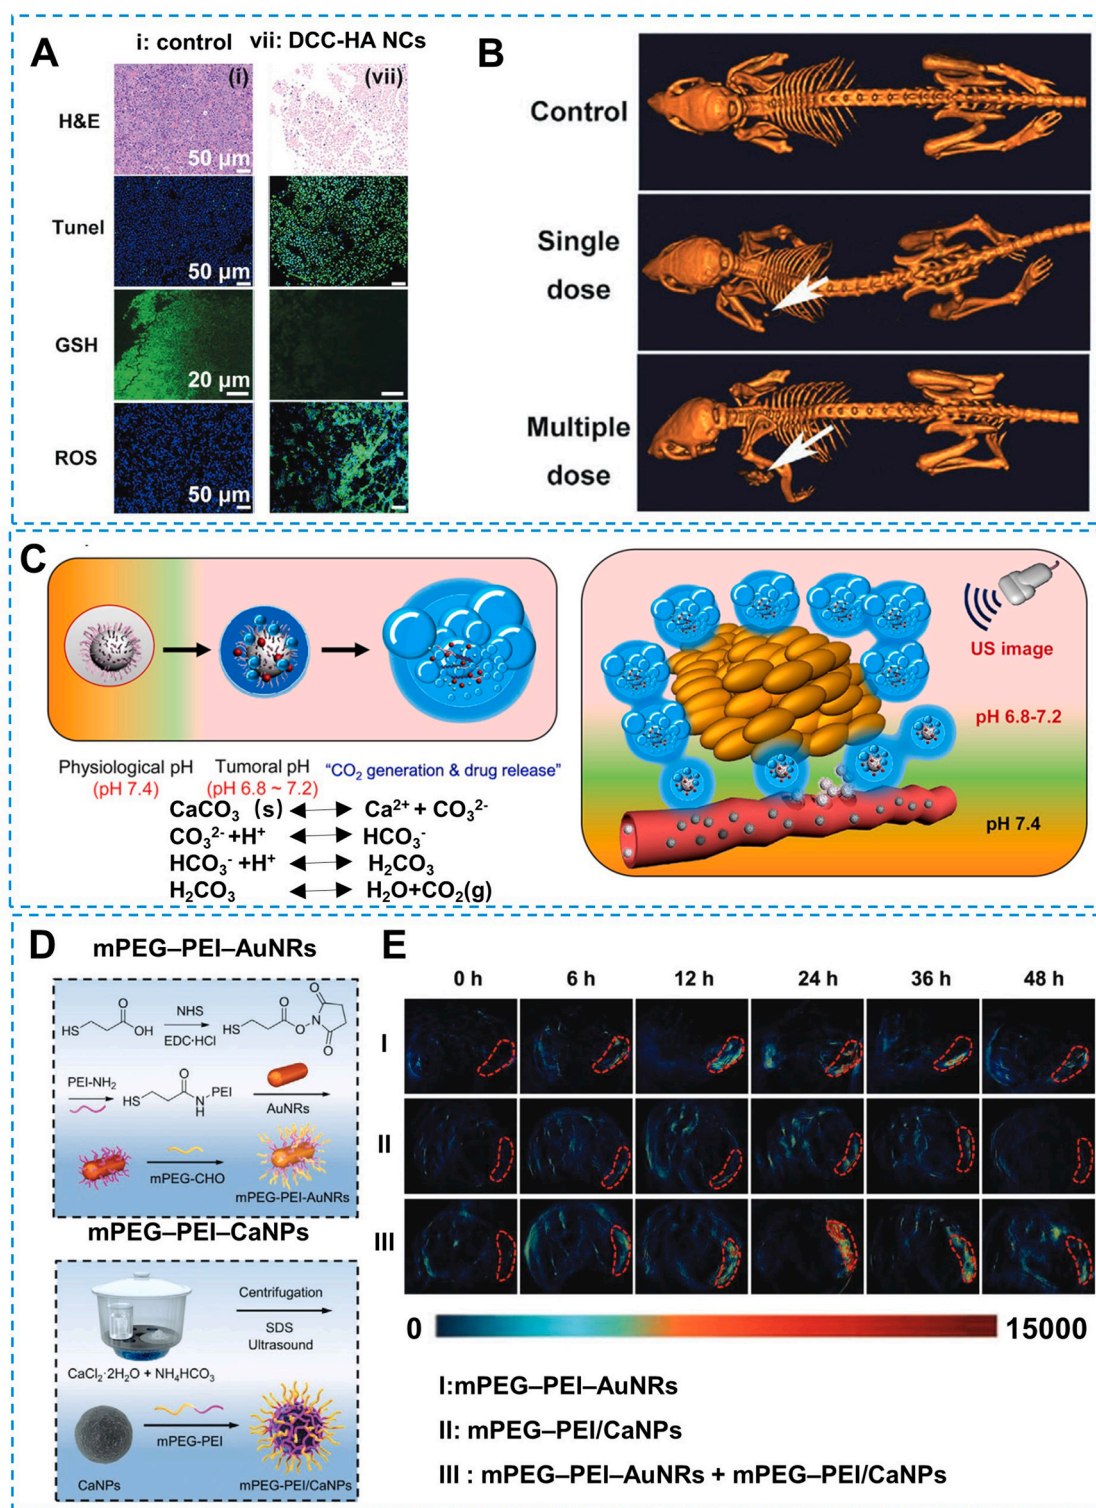 A
i: control vii: DCC-HA NCs
(i)
(vii)
H&E
50 µm
Tunel
50 µm
GSH
20 µm
ROS
50 µm
B
Control
Single
dose
Multiple
dose
C
Physiological pH
(pH 7.4)
Tumoral pH
(pH 6.8 ~ 7.2)
“CO₂ generation & drug release”
CaCO₃ (s) ↔ Ca²⁺ + CO₃²⁻
CO₃²⁻ +H⁺ ↔ HCO₃⁻
HCO₃⁻ +H⁺ ↔ H₂CO₃
H₂CO₃ ↔ H₂O+CO₂(g)
US image
pH 6.8-7.2
pH 7.4
D
mPEG–PEI–AuNRs
HS
O
OH
NHS
EDC·HCl
HS
O
O
N
O
O
PEI-NH₂
HS
O
N
H
PEI
AuNRs
mPEG-CHO
mPEG-PEI-AuNRs
mPEG–PEI–CaNPs
Centrifugation
SDS
Ultrasound
CaCl₂·2H₂O + NH₄HCO₃
mPEG-PEI
CaNPs
mPEG-PEI/CaNPs
E
0 h 6 h 12 h 24 h 36 h 48 h
I
II
III
0 15000
I:mPEG–PEI–AuNRs
II: mPEG–PEI/CaNPs
III : mPEG–PEI–AuNRs + mPEG–PEI/CaNPs